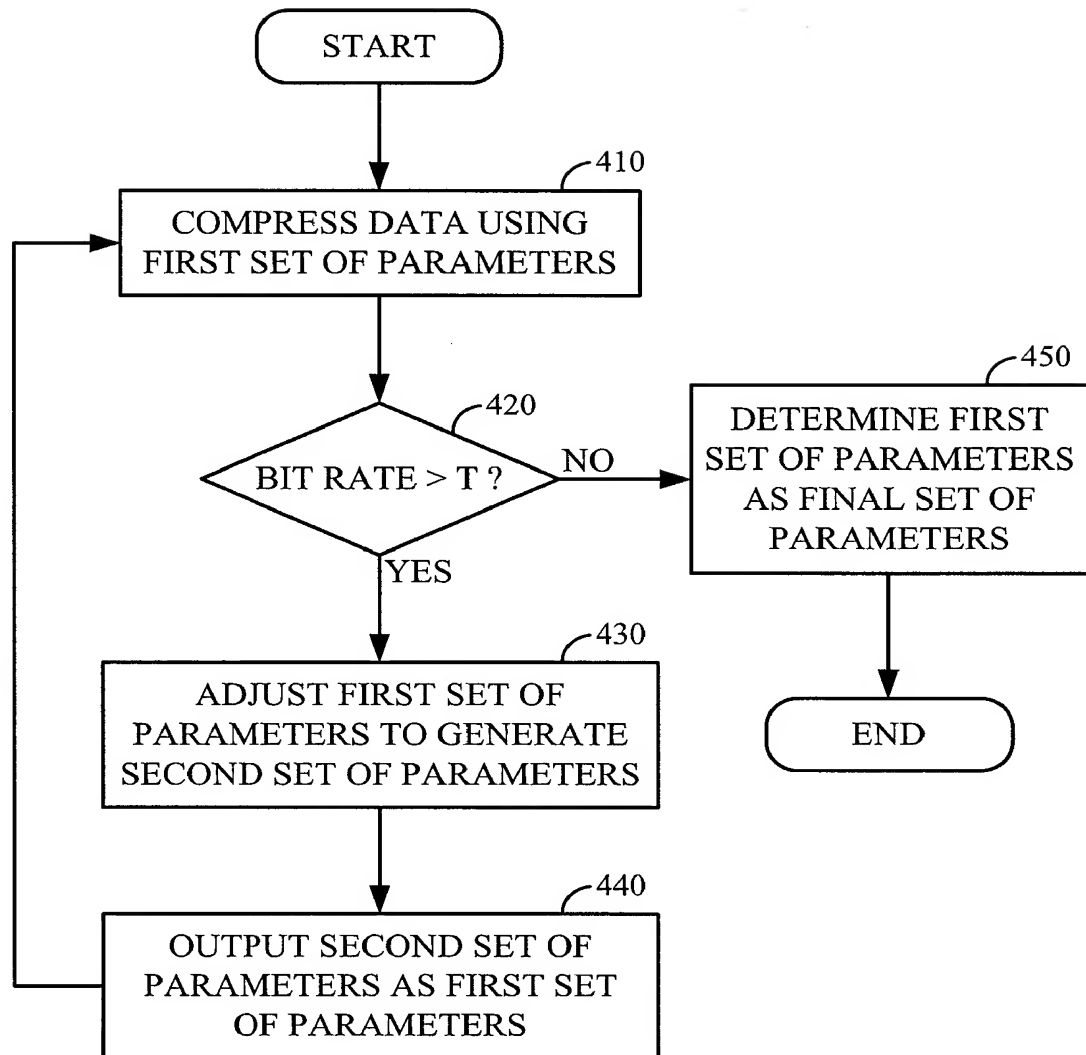 START
410
COMPRESS DATA USING
FIRST SET OF PARAMETERS
420
BIT RATE > T ?
NO
YES
450
DETERMINE FIRST
SET OF PARAMETERS
AS FINAL SET OF
PARAMETERS
430
ADJUST FIRST SET OF
PARAMETERS TO GENERATE
SECOND SET OF PARAMETERS
END
440
OUTPUT SECOND SET OF
PARAMETERS AS FIRST SET
OF PARAMETERS